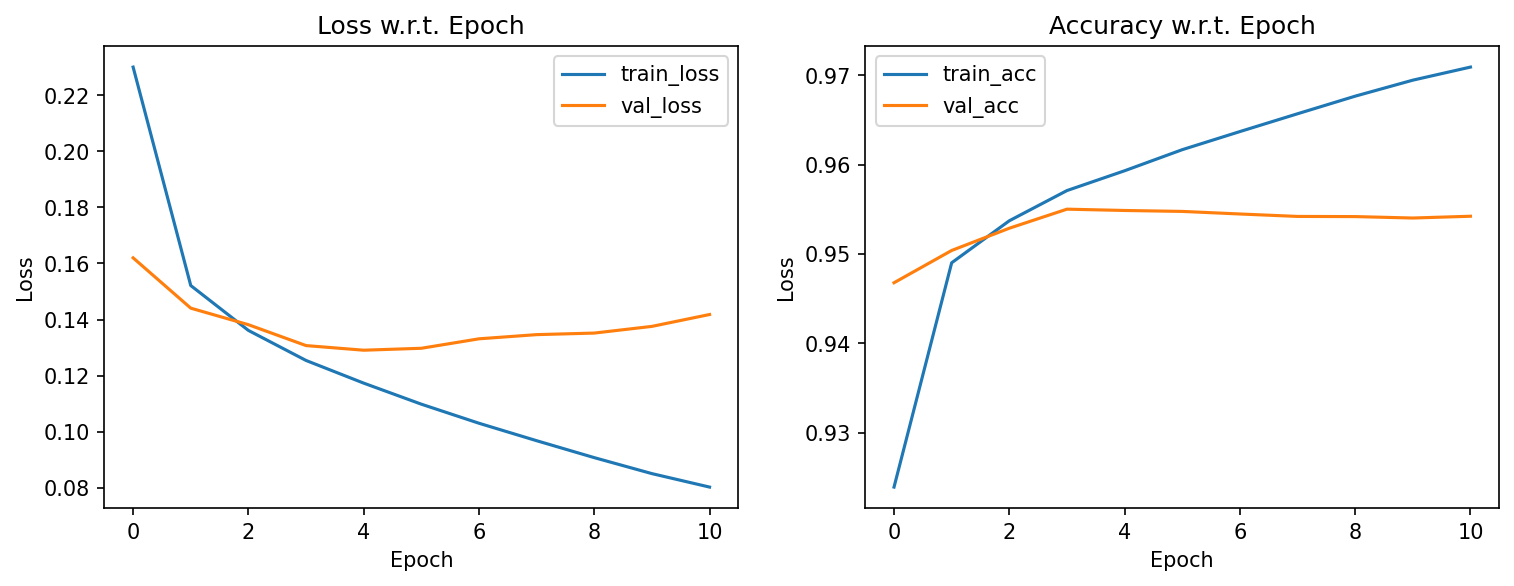 Loss w.r.t. Epoch
train_loss
val_loss
0.22
0.20
0.18
0.16
0.14
0.12
0.10
0.08
Loss
0 2 4 6 8 10
Epoch
Accuracy w.r.t. Epoch
train_acc
val_acc
0.97
0.96
0.95
0.94
0.93
Loss
0 2 4 6 8 10
Epoch